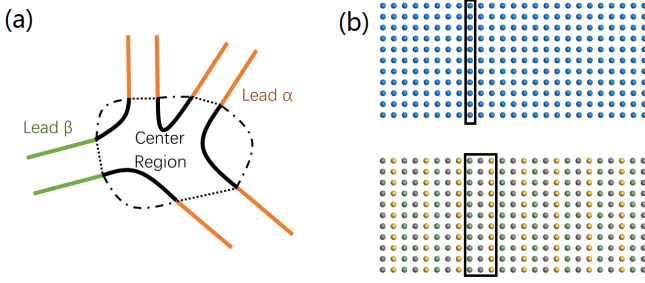 (a)
Lead α
Lead β
Center
Region
(b)